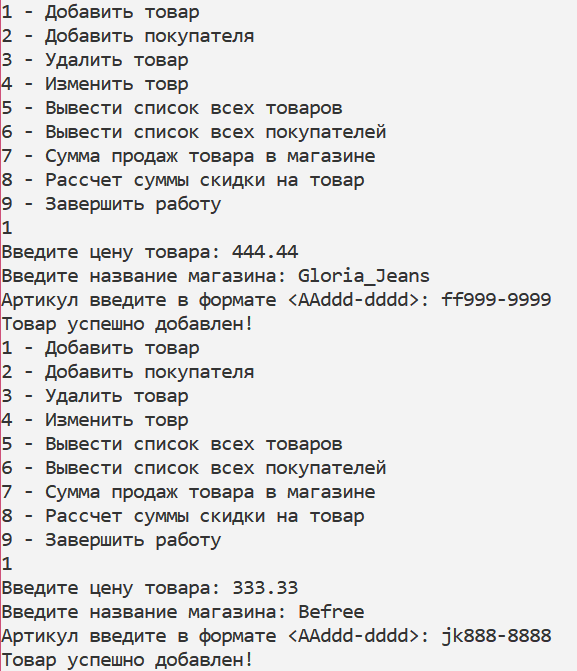 1 - Добавить товар
2 - Добавить покупателя
3 - Удалить товар
4 - Изменить товр
5 - Вывести список всех товаров
6 - Вывести список всех покупателей
7 - Сумма продаж товара в магазине
8 - Рассчет суммы скидки на товар
9 - Завершить работу
1
Введите цену товара: 444.44
Введите название магазина: Gloria_Jeans
Артикул введите в формате <AAddd-dddd>: ff999-9999
Товар успешно добавлен!
1 - Добавить товар
2 - Добавить покупателя
3 - Удалить товар
4 - Изменить товр
5 - Вывести список всех товаров
6 - Вывести список всех покупателей
7 - Сумма продаж товара в магазине
8 - Рассчет суммы скидки на товар
9 - Завершить работу
1
Введите цену товара: 333.33
Введите название магазина: Befree
Артикул введите в формате <AAddd-dddd>: jk888-8888
Товар успешно добавлен!